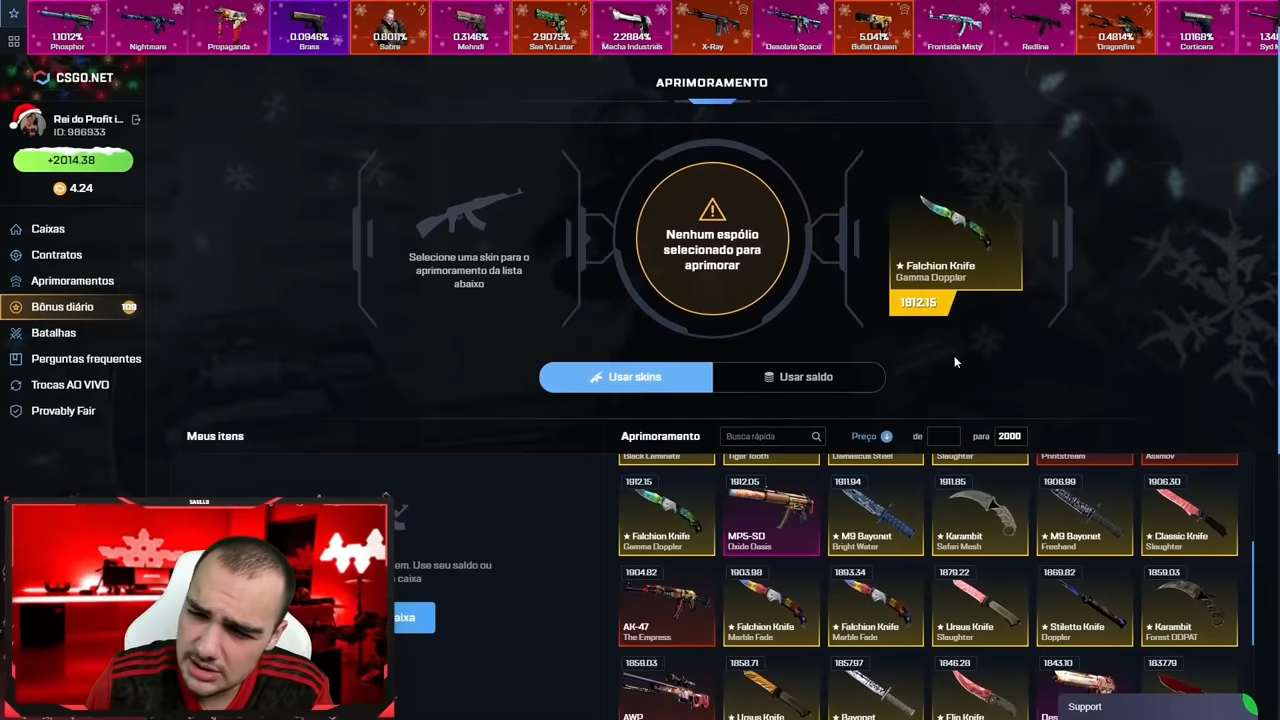 1.1012%
Phosphor
Nightmare
Propaganda
0.0946%
Brass
0.8011%
Sabre
0.3146%
Mehndi
2.9075%
See Ya Later
2.2884%
Mecha Industries
X-Ray
Desolate Space
5.041%
Bullet Queen
Frontside Misty
Redline
0.4814%
Dragonfire
1.0168%
Corticera
CSGO.NET
APRIMORAMENTO
Rei do Profit i...
ID: 986933
+2014.38
4.24
Caixas
Contratos
Aprimoramentos
Bônus diário
109
Batalhas
Perguntas frequentes
Trocas AO VIVO
Provably Fair
Selecione uma skin para o
aprimoramento da lista
abaixo
Nenhum espólio
selecionado para
aprimorar
★ Falchion Knife
Gamma Doppler
1912.15
Usar skins
Usar saldo
Meus itens
Aprimoramento
Busca rápida
Preço
de
para
2000
Black Laminate
Tiger Tooth
Damascus Steel
Slaughter
Printstream
Asiimov
1912.15
★ Falchion Knife
Gamma Doppler
1912.05
MP5-SD
Oxide Oasis
1911.94
★ M9 Bayonet
Bright Water
1911.85
★ Karambit
Safari Mesh
1906.99
★ M9 Bayonet
Freehand
1906.30
★ Classic Knife
Slaughter
1904.82
AK-47
The Empress
1903.98
★ Falchion Knife
Marble Fade
1893.34
★ Falchion Knife
Marble Fade
1879.22
★ Ursus Knife
Slaughter
1869.82
★ Stiletto Knife
Doppler
1859.03
★ Karambit
Forest DDPAT
1859.03
AWP
1858.71
★ Ursus Knife
1857.97
★ Bayonet
1846.28
★ Flip Knife
1843.10
Des
1837.79
em. Use seu saldo ou
caixa
aixa
SAULLO
Support